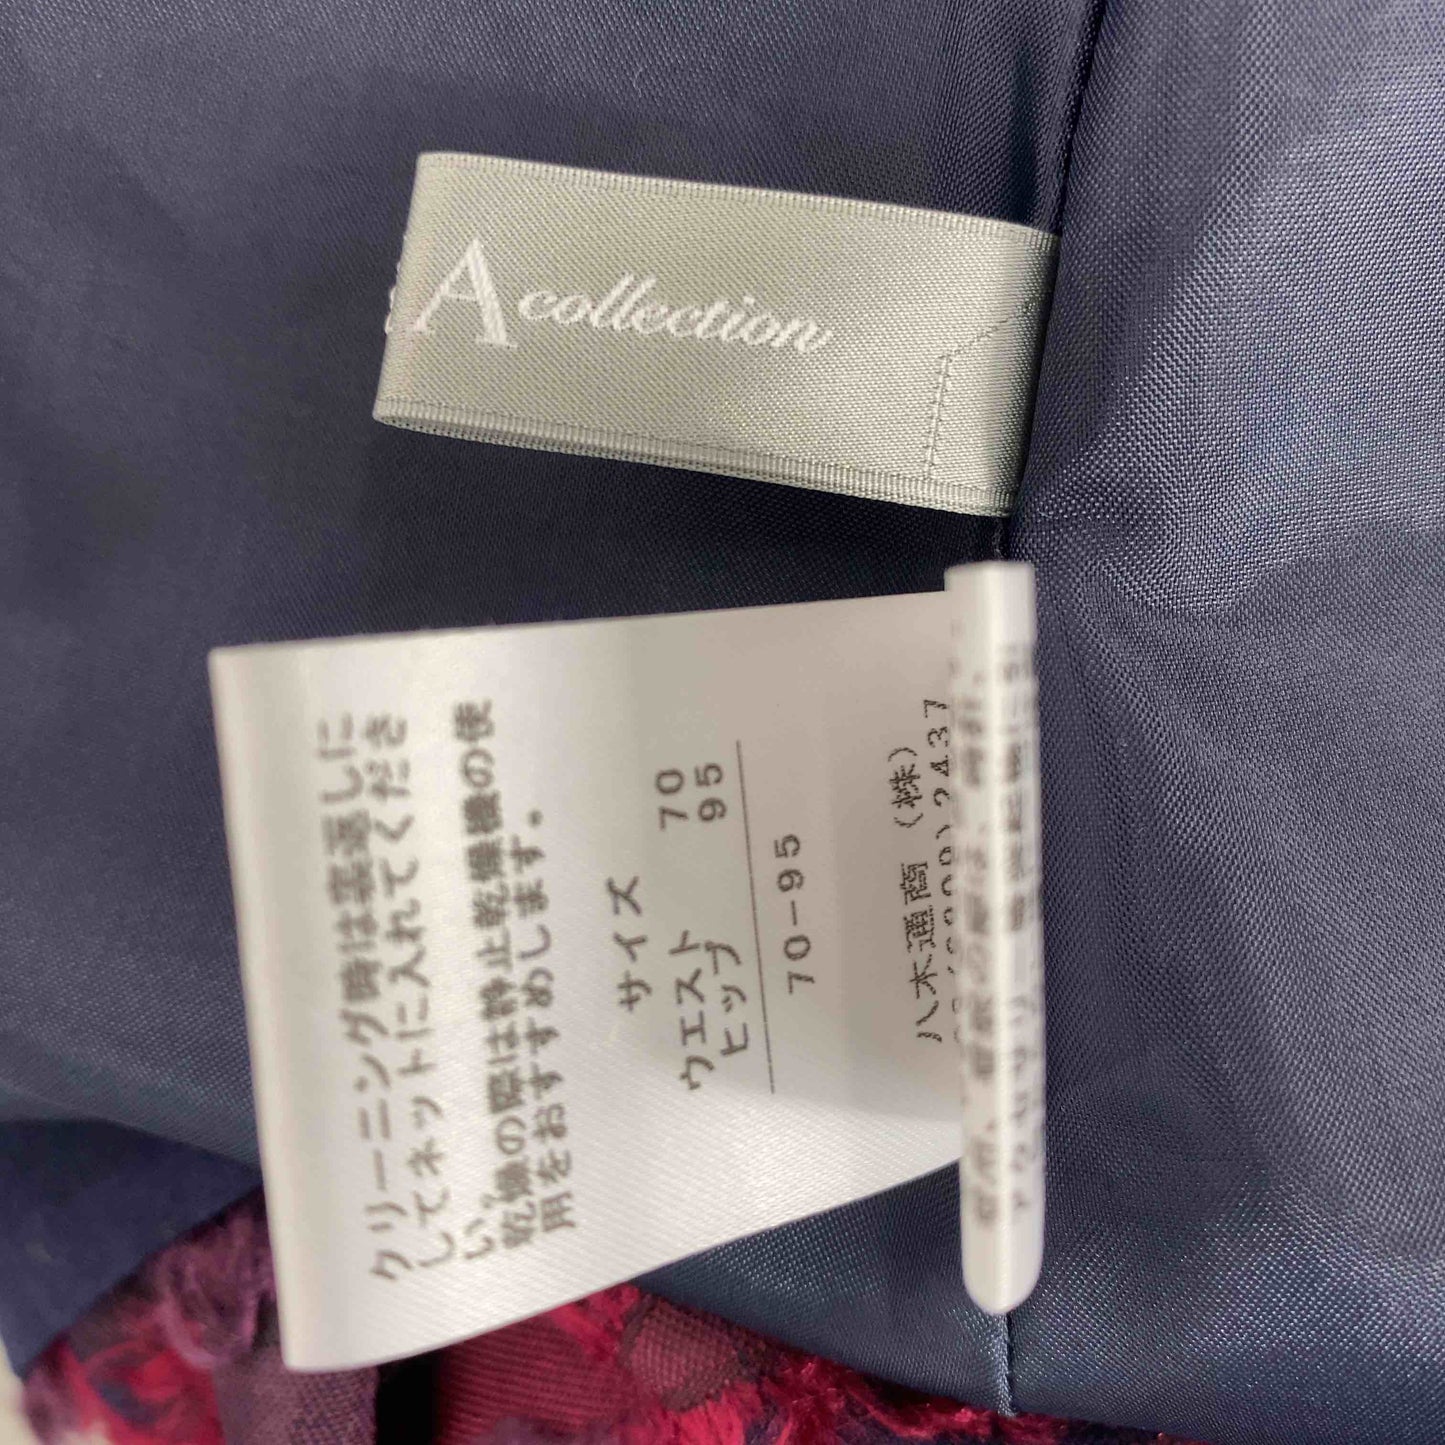 A collection
クリーニング時は裏返しに
してネットに入れてくださ
い。
乾燥の際は静止乾燥機の使
用をおすすめします。
サイズ
ウエスト 70
ヒップ 95
70-95
八木通商(株)
2437